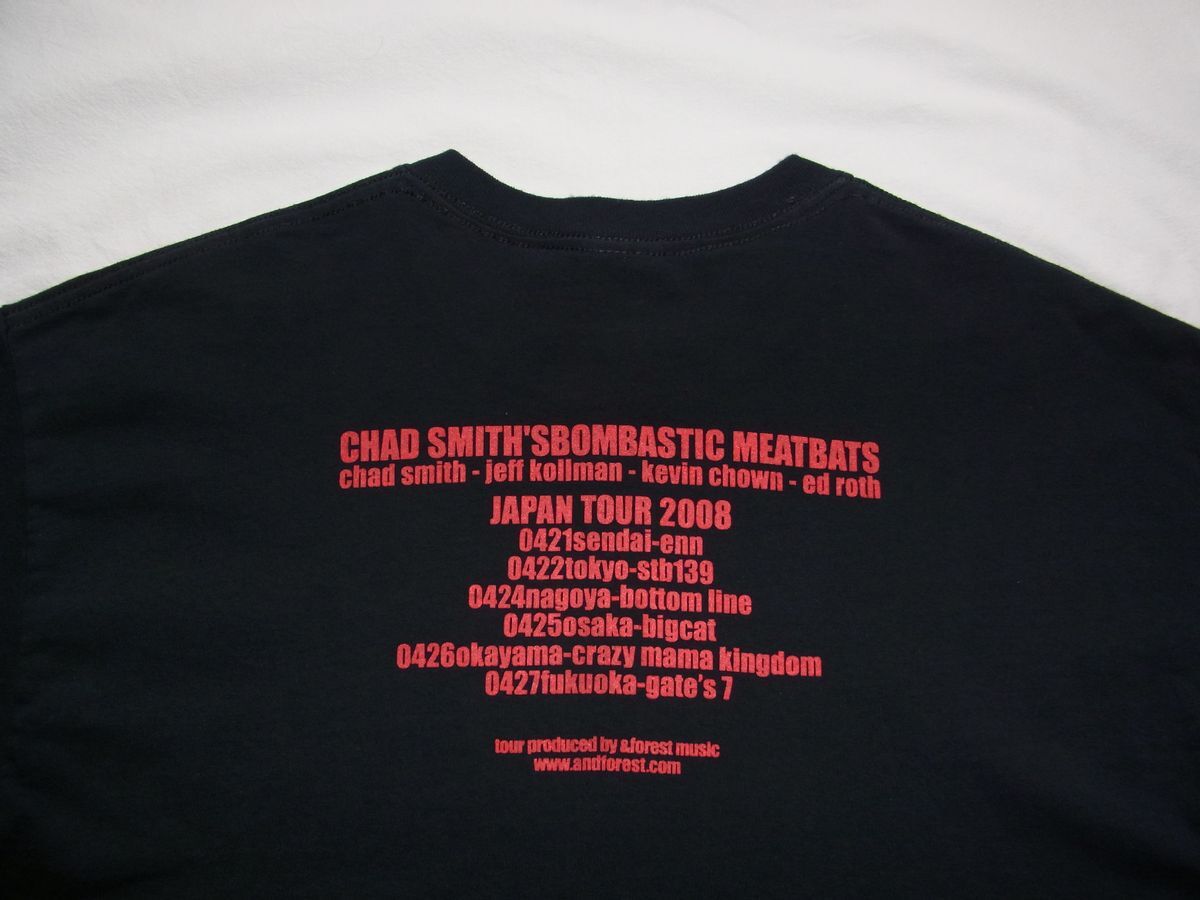 CHAD SMITH'SBOMBASTIC MEATBATS
chad smith - jeff kollman - kevin chown - ed roth
JAPAN TOUR 2008
0421sendai-enn
0422tokyo-stb139
0424nagoya-bottom line
0425osaka-bigcat
0426okayama-crazy mama kingdom
0427fukuoka-gate's 7
tour produced by &forest music
www.andforest.com